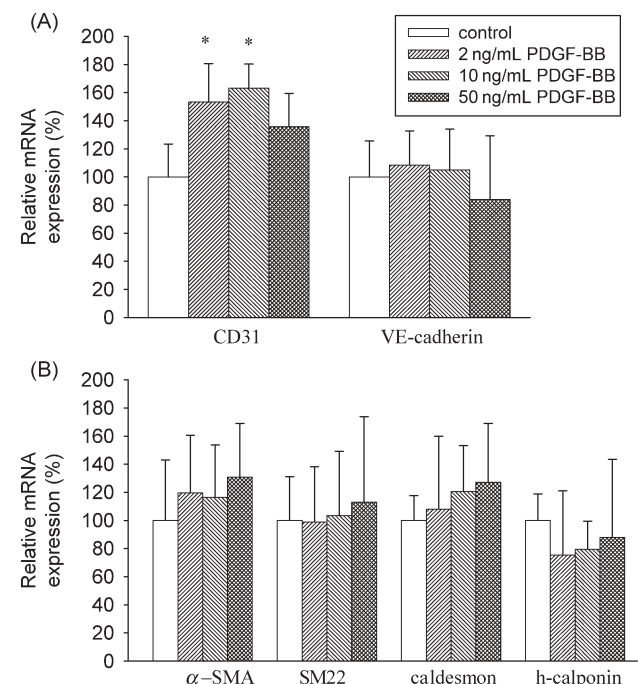 (A)
* *
control
2 ng/mL PDGF-BB
10 ng/mL PDGF-BB
50 ng/mL PDGF-BB
Relative mRNA
expression (%)
200
180
160
140
120
100
80
60
40
20
0
CD31 VE-cadherin
(B)
Relative mRNA
expression (%)
200
180
160
140
120
100
80
60
40
20
0
α–SMA SM22 caldesmon h-calponin